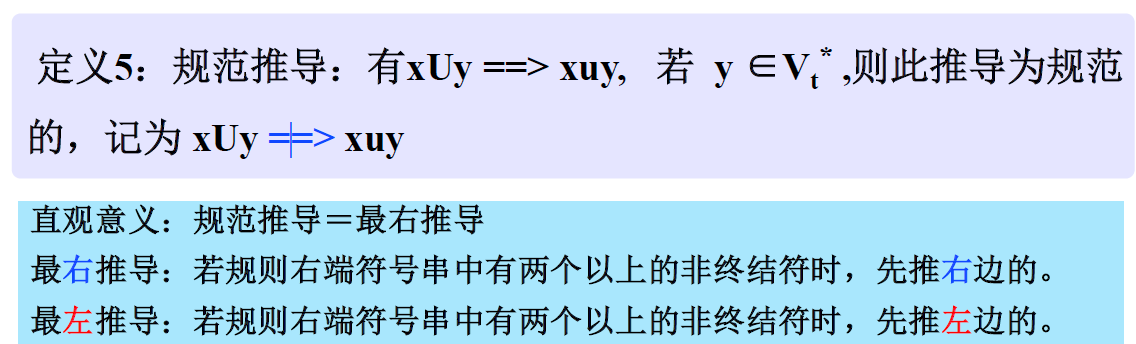 定义5：规范推导：有xUy ==> xuy, 若 y ∈Vt* ,则此推导为规范
的，记为 xUy =|=> xuy
直观意义：规范推导＝最右推导
最右推导：若规则右端符号串中有两个以上的非终结符时，先推右边的。
最左推导：若规则右端符号串中有两个以上的非终结符时，先推左边的。